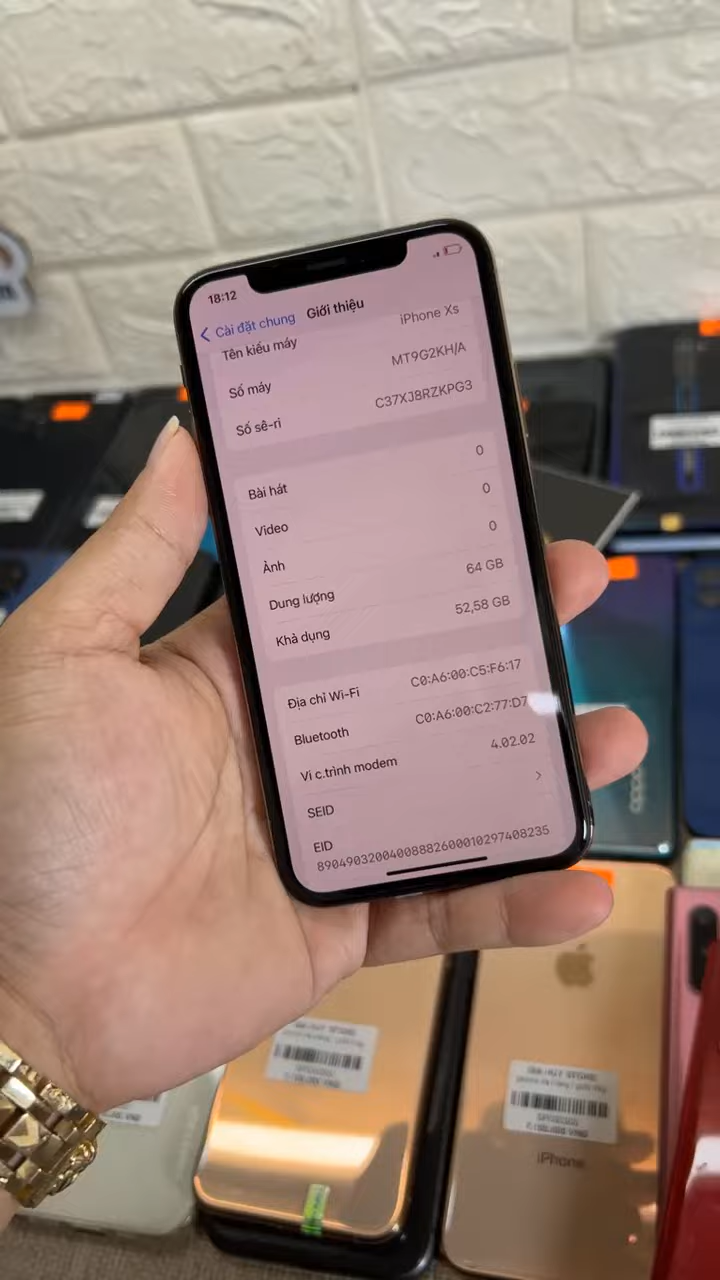 18:12
Cài đặt chung Giới thiệu
Tên kiểu máy iPhone Xs
Số máy MT9G2KH/A
Số sê-ri C37XJ8RZKPG3
Bài hát 0
Video 0
Ảnh 0
Dung lượng 64 GB
Khả dụng 52,58 GB
Địa chỉ Wi-Fi C0:A6:00:C5:F6:17
Bluetooth C0:A6:00:C2:77:D7
Vi c.trình modem 4.02.02
SEID
EID
89049032004008882600010297408235
oppo
iPhone